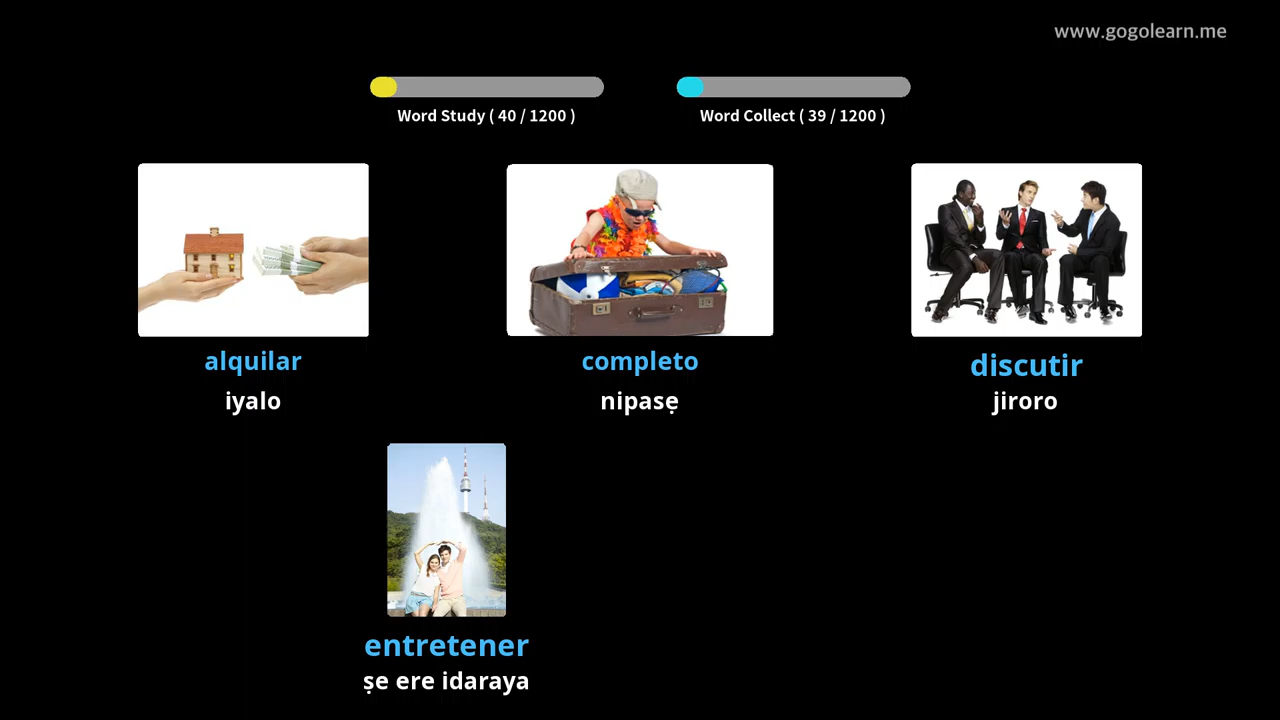 www.gogolearn.me
Word Study ( 40 / 1200 )
Word Collect ( 39 / 1200 )
alquilar
iyalo
completo
nipasẹ
discutir
jiroro
entretener
ṣe ere idaraya